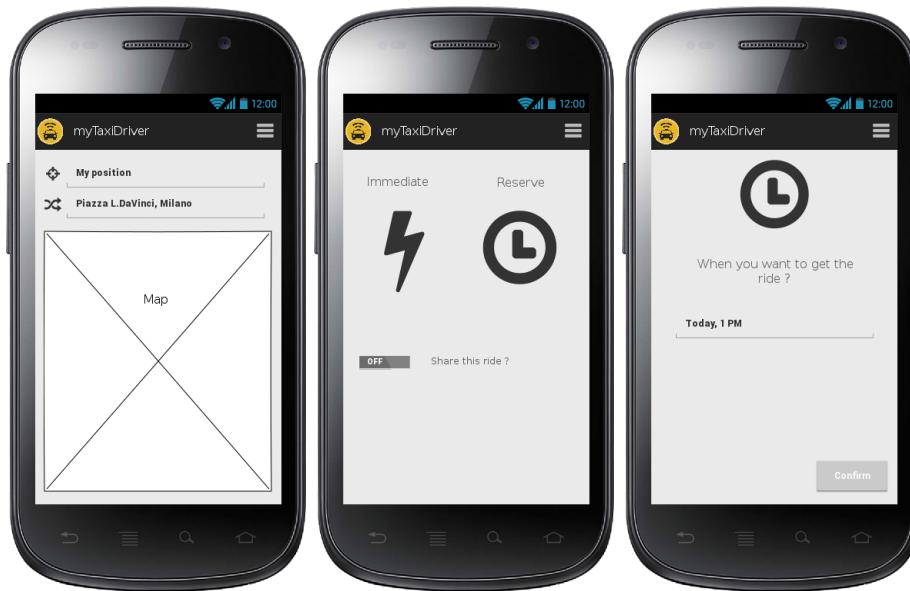 12:00
myTaxiDriver
My position
Piazza L.DaVinci, Milano
Map
12:00
myTaxiDriver
Immediate
Reserve
OFF
Share this ride ?
12:00
myTaxiDriver
When you want to get the
ride ?
Today, 1 PM
Confirm